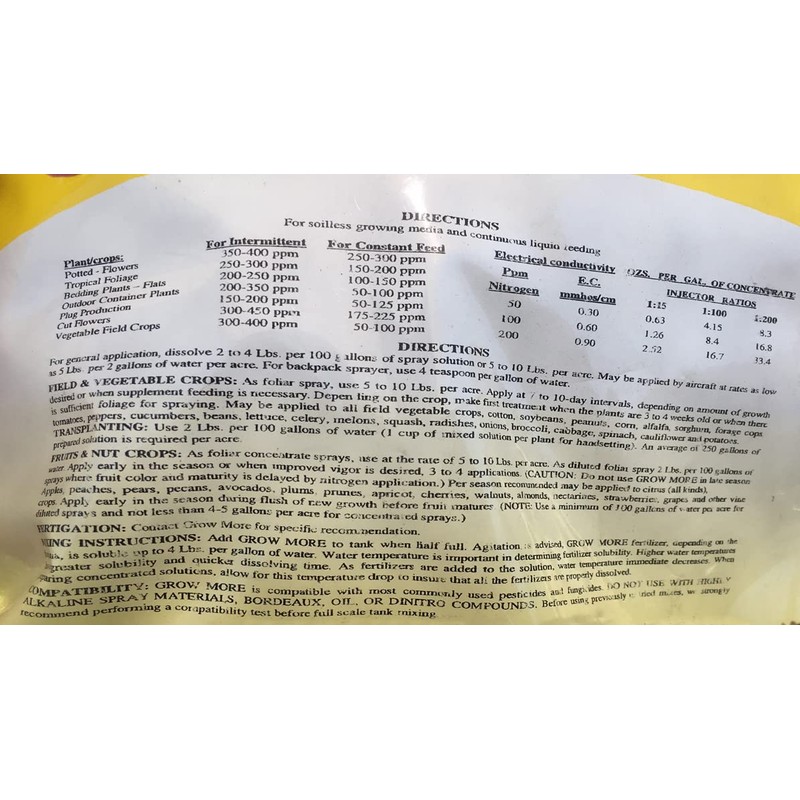 DIRECTIONS
For soilless growing media and continuous liquid feeding
Plant/crops: For Intermittent For Constant Feed
Potted - Flowers 350-400 ppm 250-300 ppm
Tropical Foliage 250-300 ppm 150-200 ppm
Bedding Plants – Flats 200-250 ppm 100-150 ppm
Outdoor Container Plants 200-350 ppm 50-100 ppm
Plug Production 150-200 ppm 50-125 ppm
Cut Flowers 300-450 ppm 175-225 ppm
Vegetable Field Crops 300-400 ppm 50-100 ppm
Electrical conductivity OZS. PER GAL. OF CONCENTRATE
Ppm E.C. INJECTOR RATIOS
Nitrogen mmhos/cm 1:15 1:100 1:200
50 0.30 0.63 4.15 8.3
100 0.60 1.26 8.4 16.8
200 0.90 2.52 16.7 33.4
DIRECTIONS
For general application, dissolve 2 to 4 Lbs. per 100 gallons of spray solution or 5 to 10 Lbs. per acre. May be applied by aircraft at rates as low
as 5 Lbs. per 2 gallons of water per acre. For backpack sprayer, use 4 teaspoon per gallon of water.
FIELD & VEGETABLE CROPS: As foliar spray, use 5 to 10 Lbs. per acre. Apply at 7 to 10-day intervals, depending on amount of growth
desired or when supplement feeding is necessary. Depending on the crop, make first treatment when the plants are 3 to 4 weeks old or when there
is sufficient foliage for spraying. May be applied to all field vegetable crops, cotton, soybeans, peanuts, corn, alfalfa, sorghum, forage cops
tomatoes, peppers, cucumbers, beans, lettuce, celery, melons, squash, radishes, onions, broccoli, cabbage, spinach, cauliflower and potatoes.
TRANSPLANTING: Use 2 Lbs. per 100 gallons of water (1 cup of mixed solution per plant for handsetting). An average of 250 gallons of
prepared solution is required per acre.
FRUITS & NUT CROPS: As foliar concentrate sprays, use at the rate of 5 to 10 Lbs. per acre. As diluted foliar spray 2 Lbs. per 100 gallons of
water. Apply early in the season or when improved vigor is desired, 3 to 4 applications. (CAUTION: Do not use GROW MORE in late season
sprays where fruit color and maturity is delayed by nitrogen application.) Per season recommended may be applied to citrus (all kinds),
Apples, peaches, pears, pecans, avocados, plums, prunes, apricot, cherries, walnuts, almonds, nectarines, strawberries, grapes and other vine
crops. Apply early in the season during flush of new growth before fruit matures (NOTE: Use a minimum of 100 gallons of water per acre for
diluted sprays and not less than 4-5 gallons per acre for concentrated sprays.)
ERTIGATION: Contact Grow More for specific recommendation.
XING INSTRUCTIONS: Add GROW MORE to tank when half full. Agitation is advised, GROW MORE fertilizer, depending on the
is soluble up to 4 Lbs. per gallon of water. Water temperature is important in determining fertilizer solubility. Higher water temperatures
greater solubility and quicker dissolving time. As fertilizers are added to the solution, water temperature immediate decreases. When
paring concentrated solutions, allow for this temperature drop to insure that all the fertilizers are properly dissolved.
COMPATIBILITY: GROW MORE is compatible with most commonly used pesticides and fungicides. DO NOT USE WITH HIGHLY
ALKALINE SPRAY MATERIALS, BORDEAUX, OIL, OR DINITRO COMPOUNDS. Before using previously untried mixes, we strongly
recommend performing a compatibility test before full scale tank mixing.